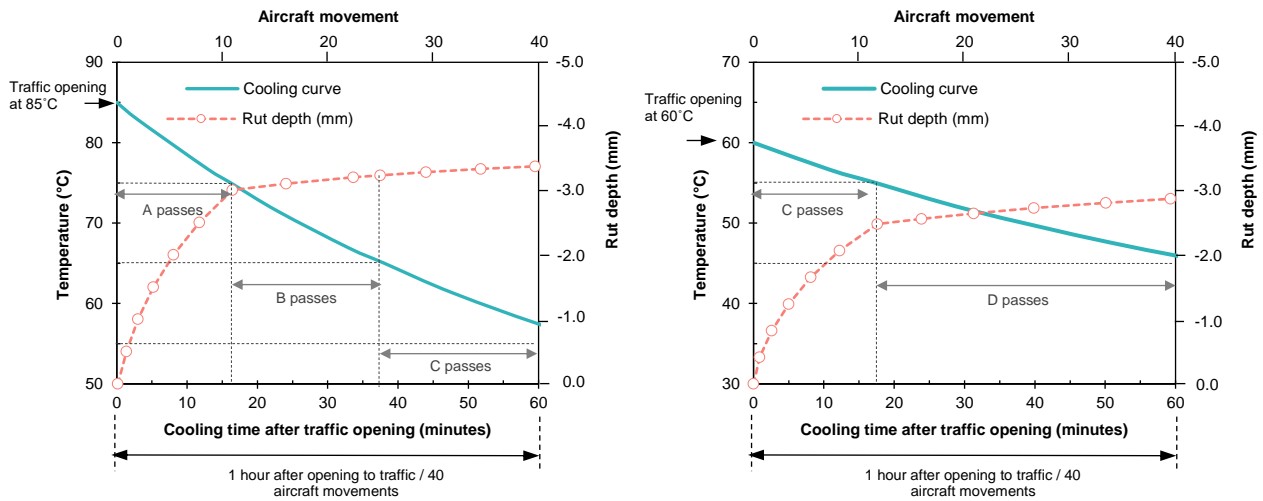 Aircraft movement
0 10 20 30 40
90 -5.0
Traffic opening
at 85˚C
Cooling curve
Rut depth (mm)
80 -4.0
A passes
-3.0
70
B passes
-2.0
60
C passes
-1.0
50 0.0
Temperature (°C)
Rut depth (mm)
0 10 20 30 40 50 60
Cooling time after traffic opening (minutes)
1 hour after opening to traffic / 40
aircraft movements
Aircraft movement
0 10 20 30 40
70 -5.0
Traffic opening
at 60˚C
Cooling curve
Rut depth (mm)
-4.0
60
C passes
-3.0
50
-2.0
D passes
40
-1.0
30 0.0
Temperature (°C)
Rut depth (mm)
0 10 20 30 40 50 60
Cooling time after traffic opening (minutes)
1 hour after opening to traffic / 40
aircraft movements